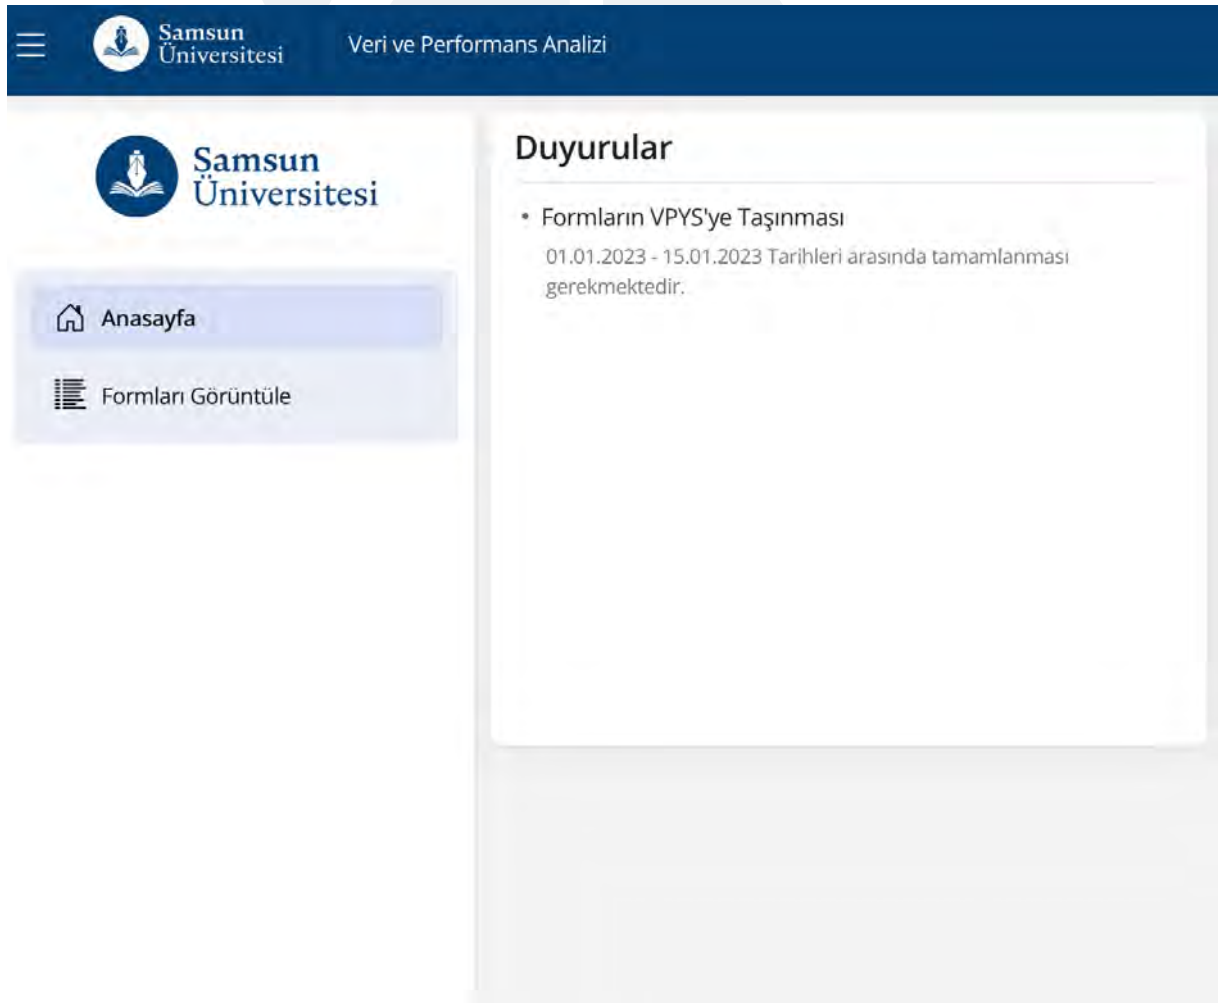 Samsun
Üniversitesi
Veri ve Performans Analizi
Samsun
Üniversitesi
Anasayfa
Formları Görüntüle
Duyurular
• Formların VPYS'ye Taşınması
01.01.2023 - 15.01.2023 Tarihleri arasında tamamlanması
gerekmektedir.